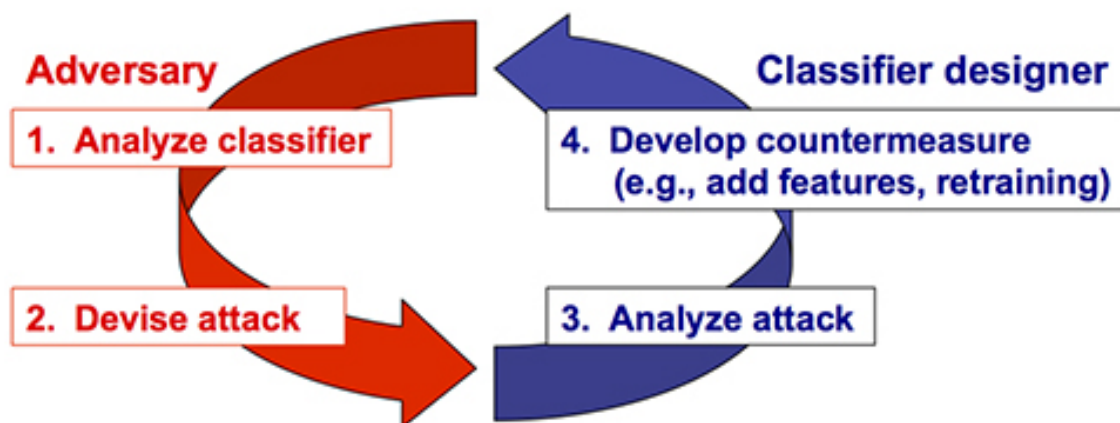 Adversary
1. Analyze classifier
2. Devise attack
Classifier designer
4. Develop countermeasure
(e.g., add features, retraining)
3. Analyze attack